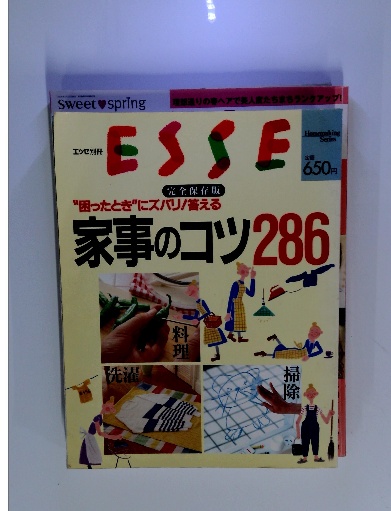 sweet♥spring
ESSE
エッセ別冊
Housekeeping
Series
定価
650円
完全保存版
"困ったとき"にズバリ!答える
家事のコツ286
料理
洗濯
掃除